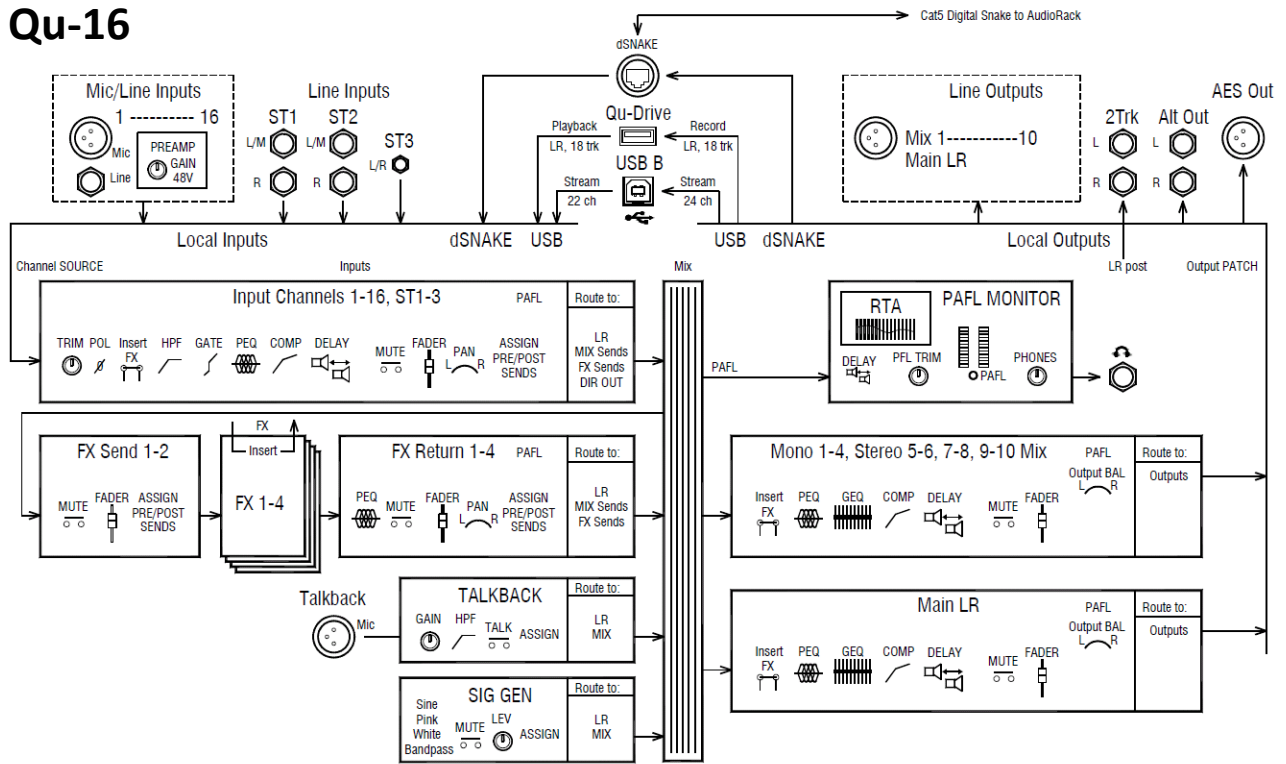 Qu-16
Cat5 Digital Snake to AudioRack
dSNAKE
Mic/Line Inputs
1 ---------- 16
Mic
Line
PREAMP
GAIN
48V
Line Inputs
ST1
ST2
ST3
L/M
L/M
L/R
R
R
Qu-Drive
Playback
LR, 18 trk
Record
LR, 18 trk
USB B
Stream
22 ch
Stream
24 ch
Line Outputs
Mix 1-----------10
Main LR
2Trk
Alt Out
AES Out
L
L
R
R
Local Inputs
dSNAKE
USB
USB
dSNAKE
Local Outputs
Channel SOURCE
Inputs
Mix
LR post
Output PATCH
Input Channels 1-16, ST1-3
PAFL
Route to:
TRIM
POL
Insert
FX
HPF
GATE
PEQ
COMP
DELAY
MUTE
FADER
PAN
L
R
ASSIGN
PRE/POST
SENDS
LR
MIX Sends
FX Sends
DIR OUT
PAFL
RTA
PAFL MONITOR
DELAY
PFL TRIM
PAFL
PHONES
FX Send 1-2
MUTE
FADER
ASSIGN
PRE/POST
SENDS
FX
Insert
FX 1-4
FX Return 1-4
PAFL
Route to:
PEQ
MUTE
FADER
PAN
L
R
ASSIGN
PRE/POST
SENDS
LR
MIX Sends
FX Sends
Mono 1-4, Stereo 5-6, 7-8, 9-10 Mix
PAFL
Route to:
Output BAL
L
R
Outputs
Insert
FX
PEQ
GEQ
COMP
DELAY
MUTE
FADER
Talkback
Mic
TALKBACK
Route to:
GAIN
HPF
TALK
ASSIGN
LR
MIX
Main LR
PAFL
Route to:
Output BAL
L
R
Outputs
Insert
FX
PEQ
GEQ
COMP
DELAY
MUTE
FADER
SIG GEN
Route to:
Sine
Pink
White
Bandpass
MUTE
LEV
ASSIGN
LR
MIX